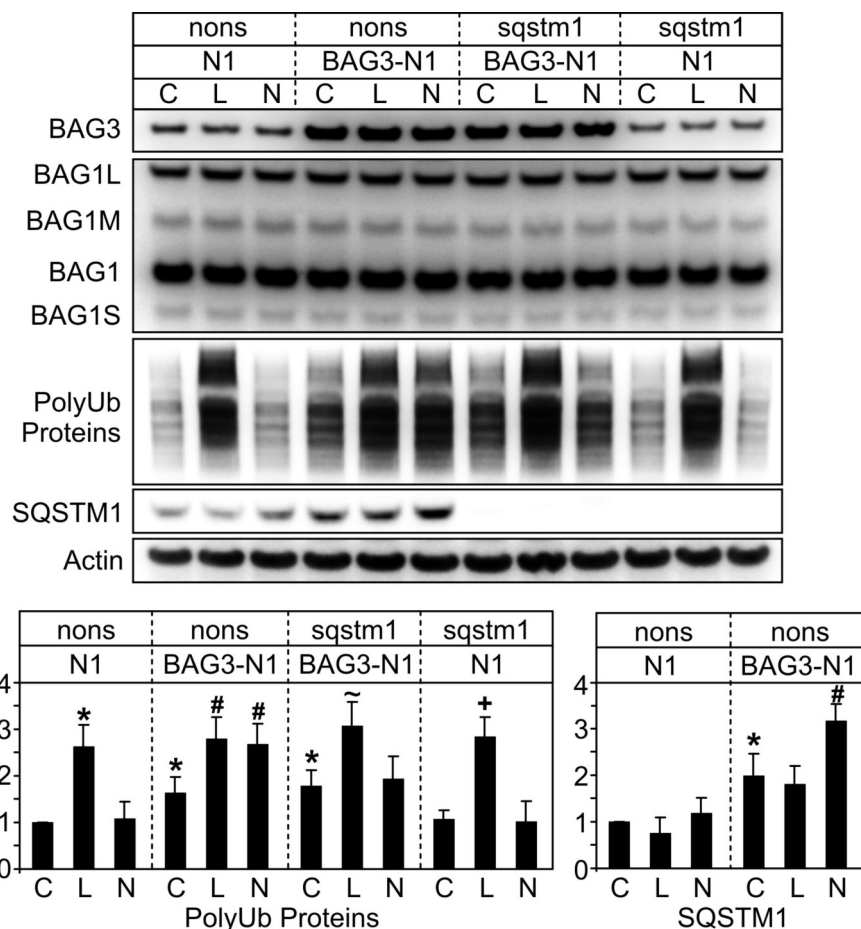 nons nons sqstm1 sqstm1
N1 BAG3-N1 BAG3-N1 N1
C L N C L N C L N C L N
BAG3
BAG1L
BAG1M
BAG1
BAG1S
PolyUb
Proteins
SQSTM1
Actin
nons nons sqstm1 sqstm1
N1 BAG3-N1 BAG3-N1 N1
4
3
2
1
0
* * # # * ~ +
C L N C L N C L N C L N
PolyUb Proteins
nons nons
N1 BAG3-N1
4
3
2
1
0
* #
C L N C L N
SQSTM1